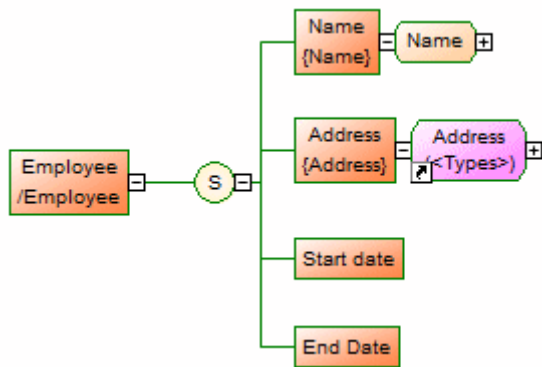 Name
{Name}
Name
Address
{Address}
Address
(<Types>)
Employee
/Employee
S
Start date
End Date